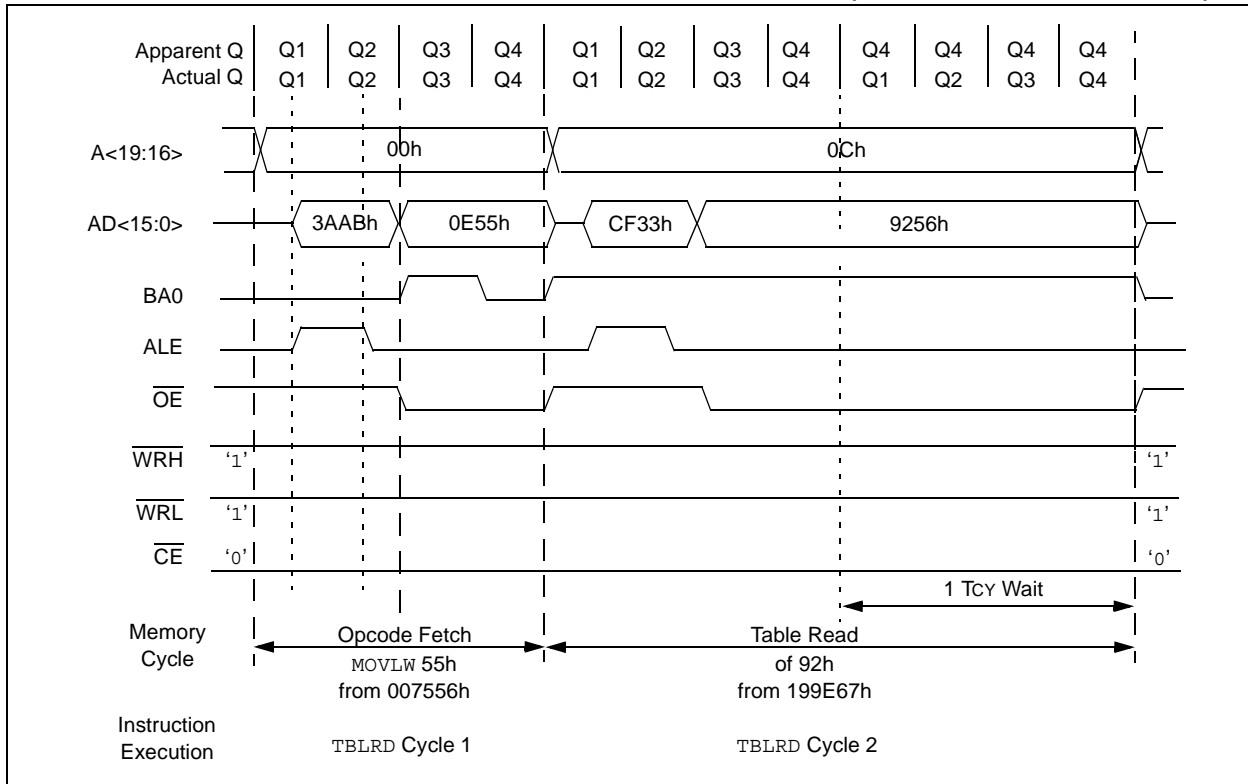 Apparent Q Q1 Q2 Q3 Q4 Q1 Q2 Q3 Q4 Q4 Q4 Q4 Q4
Actual Q Q1 Q2 Q3 Q4 Q1 Q2 Q3 Q4 Q1 Q2 Q3 Q4
A<19:16> 00h 0Ch
AD<15:0> 3AABh 0E55h CF33h 9256h
BA0
ALE
OE
WRH ‘1’ ‘1’
WRL ‘1’ ‘1’
CE ‘0’ ‘0’
1 TCY Wait
Memory Cycle
Opcode Fetch
MOVLW 55h
from 007556h
Table Read
of 92h
from 199E67h
Instruction
Execution
TBLRD Cycle 1
TBLRD Cycle 2